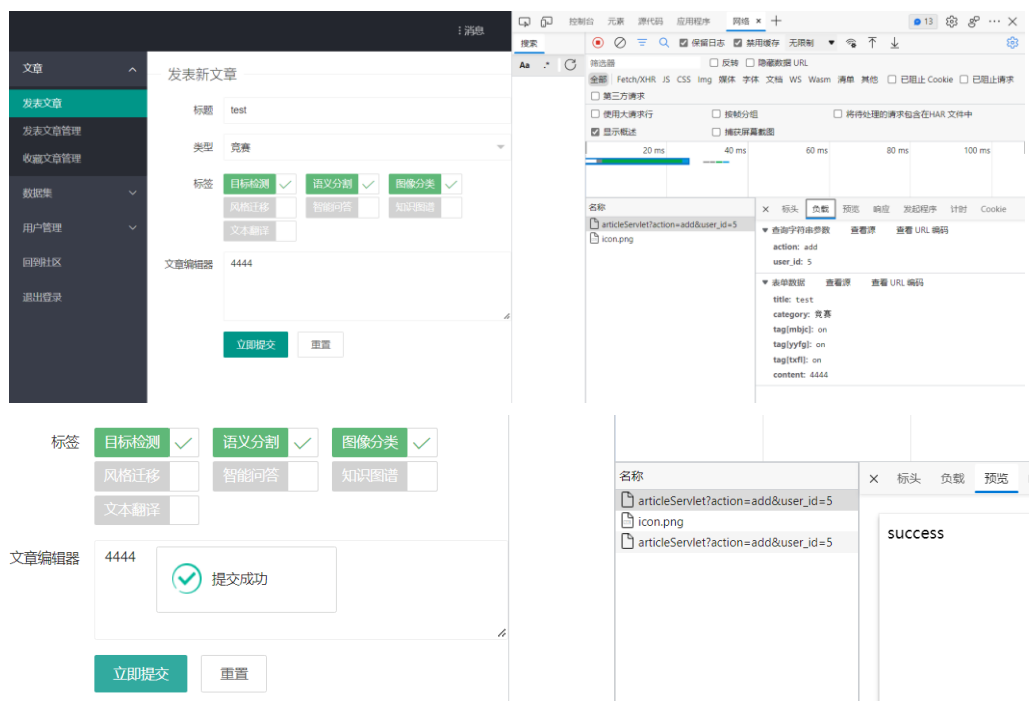 ⋮消息
文章
发表文章
发表文章管理
收藏文章管理
数据集
用户管理
回到社区
退出登录
发表新文章
标题 test
类型 竞赛
标签 目标检测 语义分割 图像分类
风格迁移 智能问答 知识图谱
文本翻译
文章编辑器 4444
立即提交 重置
控制台 元素 源代码 应用程序 网络 × 13
搜索
Aa .*
保留日志 禁用缓存 无限制
筛选器 反转 隐藏数据 URL
全部 Fetch/XHR JS CSS Img 媒体 字体 文档 WS Wasm 清单 其他 已阻止 Cookie 已阻止请求
第三方请求
使用大请求行 按帧分组 将待处理的请求包含在HAR 文件中
显示概述 捕获屏幕截图
20 ms 40 ms 60 ms 80 ms 100 ms
名称
articleServlet?action=add&user_id=5
icon.png
× 标头 负载 预览 响应 发起程序 计时 Cookie
▼ 查询字符串参数 查看源 查看 URL 编码
action: add
user_id: 5
▼ 表单数据 查看源 查看 URL 编码
title: test
category: 竞赛
tag[mbjc]: on
tag[yyfg]: on
tag[txfl]: on
content: 4444
标签 目标检测 语义分割 图像分类
风格迁移 智能问答 知识图谱
文本翻译
文章编辑器 4444
提交成功
立即提交 重置
名称
articleServlet?action=add&user_id=5
icon.png
articleServlet?action=add&user_id=5
× 标头 负载 预览
success